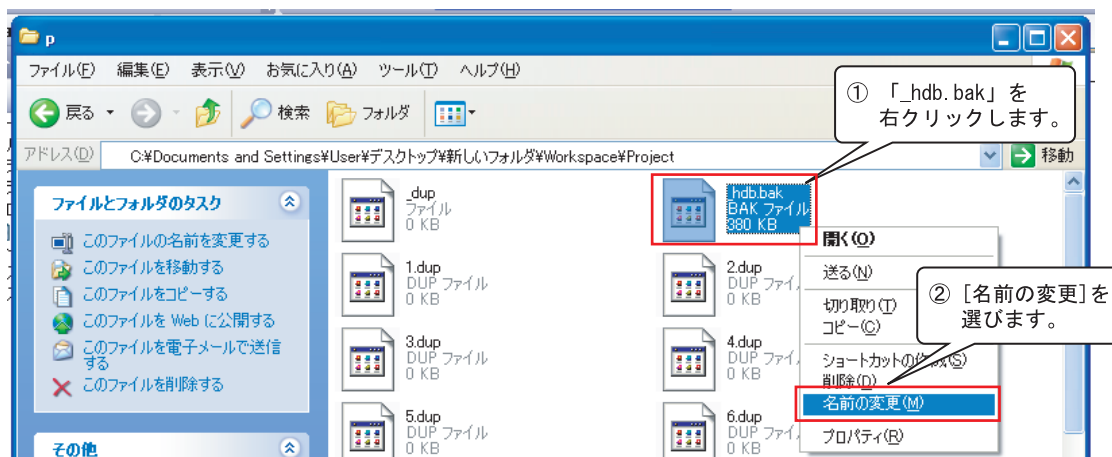 p
ファイル(F) 編集(E) 表示(V) お気に入り(A) ツール(T) ヘルプ(H)
戻る 検索 フォルダ
アドレス(D) C:¥Documents and Settings¥User¥デスクトップ¥新しいフォルダ¥Workspace¥Project 移動
① 「_hdb.bak」を
右クリックします。
ファイルとフォルダのタスク
このファイルの名前を変更する
このファイルを移動する
このファイルをコピーする
このファイルを Web に公開する
このファイルを電子メールで送信
する
このファイルを削除する
その他
_dup
ファイル
0 KB
_hdb.bak
BAK ファイル
380 KB
1.dup
DUP ファイル
0 KB
2.dup
DUP ファイル
0 KB
3.dup
DUP ファイル
0 KB
4.dup
DUP ファイル
0 KB
5.dup
DUP ファイル
0 KB
6.dup
DUP ファイル
0 KB
開く(O)
送る(N)
切り取り(T)
コピー(C)
ショートカットの作成(S)
削除(D)
名前の変更(M)
プロパティ(R)
② [名前の変更]を
選びます。